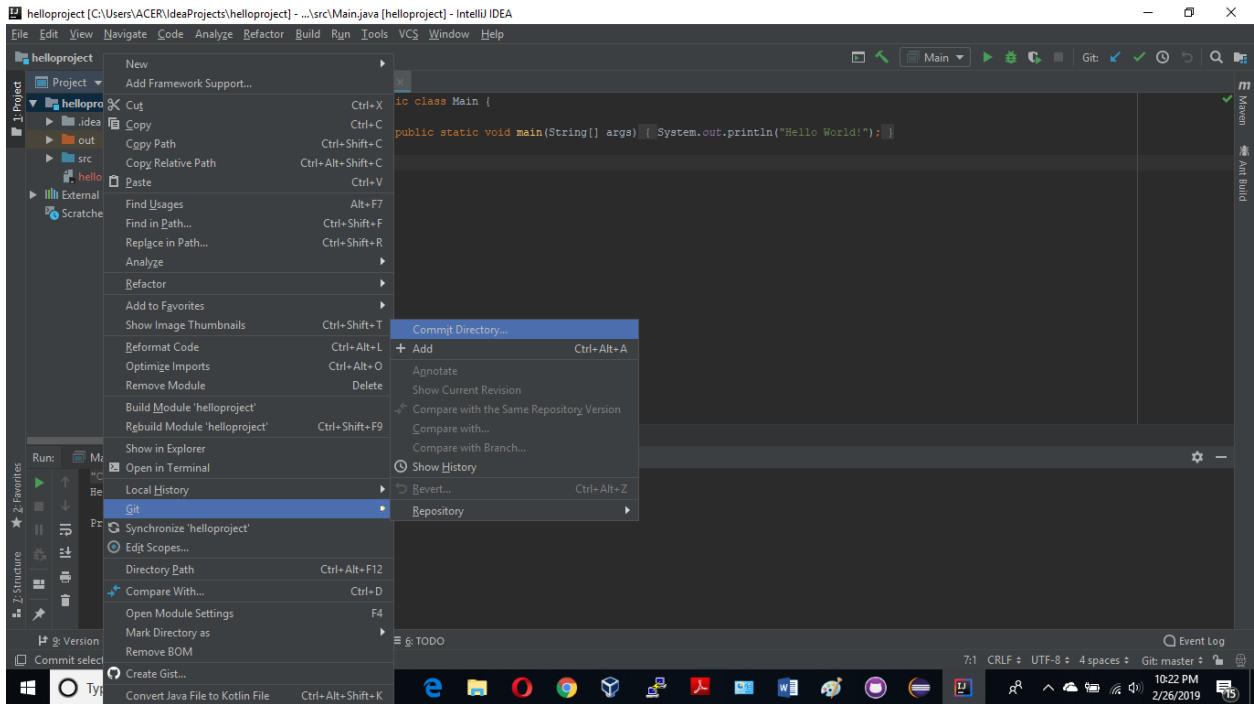 helloproject [C:\Users\ACER\IdeaProjects\helloproject] - ...\src\Main.java [helloproject] - IntelliJ IDEA
File Edit View Navigate Code Analyze Refactor Build Run Tools VCS Window Help
helloproject
Main
Git:
1: Project
Project
hellopro
.idea
out
src
hello
External
Scratche
New
Add Framework Support...
Cut Ctrl+X
Copy Ctrl+C
Copy Path Ctrl+Shift+C
Copy Relative Path Ctrl+Alt+Shift+C
Paste Ctrl+V
Find Usages Alt+F7
Find in Path... Ctrl+Shift+F
Replace in Path... Ctrl+Shift+R
Analyze
Refactor
Add to Favorites
Show Image Thumbnails Ctrl+Shift+T
Reformat Code Ctrl+Alt+L
Optimize Imports Ctrl+Alt+O
Remove Module Delete
Build Module 'helloproject'
Rebuild Module 'helloproject' Ctrl+Shift+F9
Show in Explorer
Open in Terminal
Local History
Git
Synchronize 'helloproject'
Edit Scopes...
Directory Path Ctrl+Alt+F12
Compare With... Ctrl+D
Open Module Settings F4
Mark Directory as
Remove BOM
Create Gist...
Convert Java File to Kotlin File Ctrl+Alt+Shift+K
ic class Main {
public static void main(String[] args) { System.out.println("Hello World!"); }
Commit Directory...
Add Ctrl+Alt+A
Annotate
Show Current Revision
Compare with the Same Repository Version
Compare with...
Compare with Branch...
Show History
Revert... Ctrl+Alt+Z
Repository
m Maven
Ant Build
Run: Ma
"C
He
Pr
2: Favorites
Z: Structure
9: Version
6: TODO
Event Log
Commit select
7:1 CRLF UTF-8 4 spaces Git: master
Typ
10:22 PM
2/26/2019
15